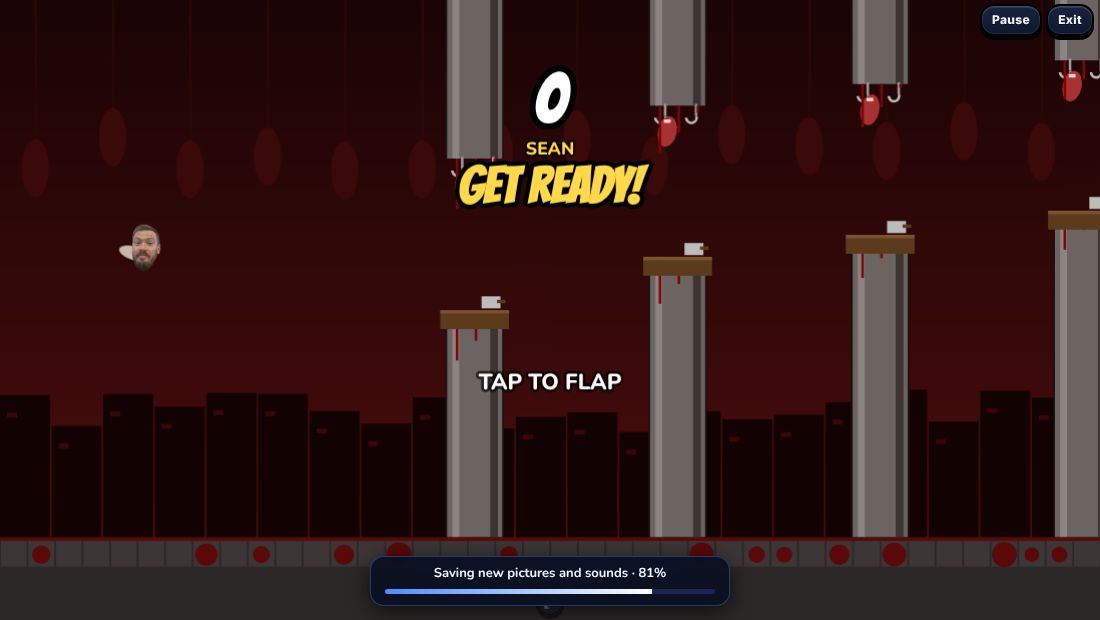 Pause
Exit
0
SEAN
GET READY!
TAP TO FLAP
Saving new pictures and sounds · 81%